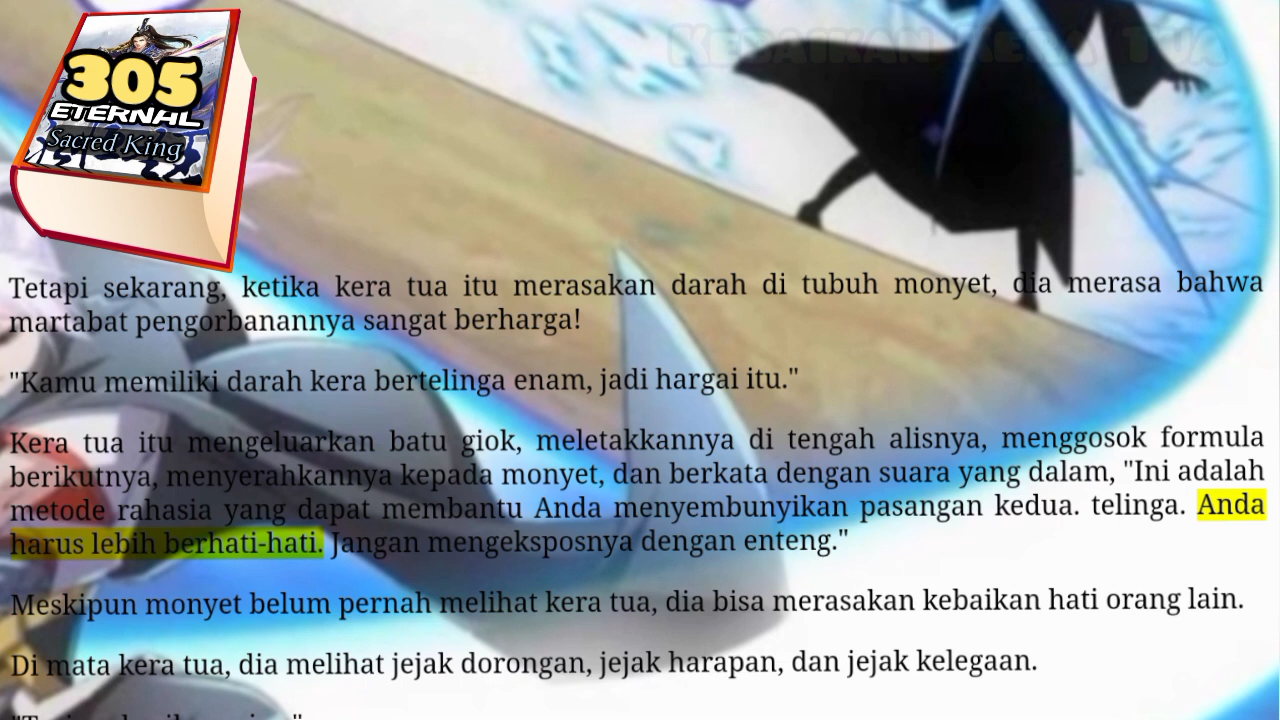 Kebaikan Kera Tua
305
ETERNAL
Sacred King
Tetapi sekarang, ketika kera tua itu merasakan darah di tubuh monyet, dia merasa bahwa
martabat pengorbanannya sangat berharga!
"Kamu memiliki darah kera bertelinga enam, jadi hargai itu."
Kera tua itu mengeluarkan batu giok, meletakkannya di tengah alisnya, menggosok formula
berikutnya, menyerahkannya kepada monyet, dan berkata dengan suara yang dalam, "Ini adalah
metode rahasia yang dapat membantu Anda menyembunyikan pasangan kedua. telinga. Anda
harus lebih berhati-hati. Jangan mengeksposnya dengan enteng."
Meskipun monyet belum pernah melihat kera tua, dia bisa merasakan kebaikan hati orang lain.
Di mata kera tua, dia melihat jejak dorongan, jejak harapan, dan jejak kelegaan.